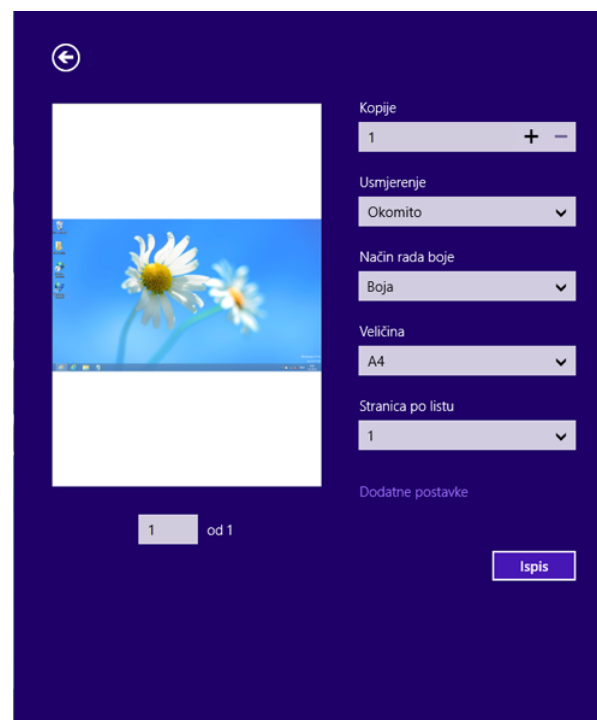 Kopije
1
Usmjerenje
Okomito
Način rada boje
Boja
Veličina
A4
Stranica po listu
1
Dodatne postavke
1 od 1
Ispis